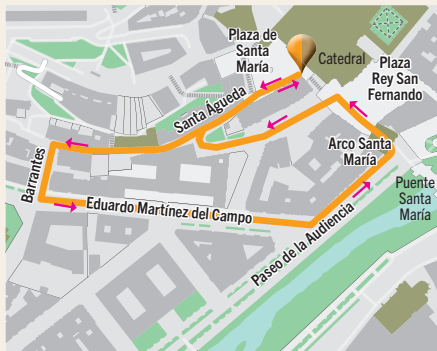 Plaza de
Santa
María
Catedral
Plaza
Rey San
Fernando
Santa Águeda
Arco Santa
María
Barrantes
Puente
Santa
María
Eduardo Martínez del Campo
Paseo de la Audiencia